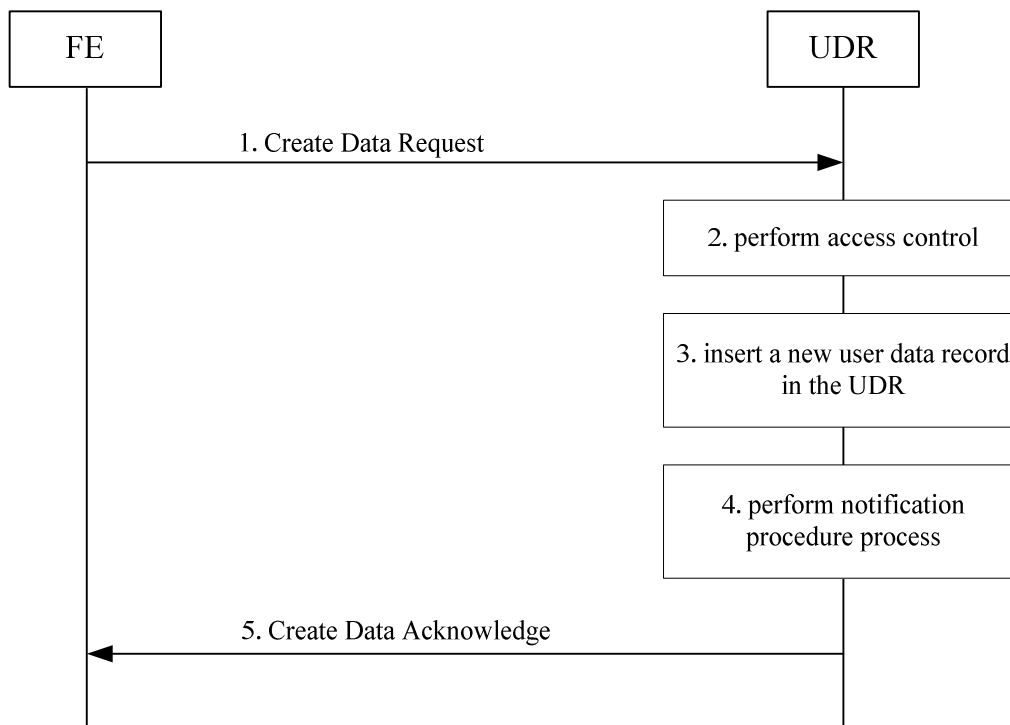 FE
UDR
1. Create Data Request
2. perform access control
3. insert a new user data record
in the UDR
4. perform notification
procedure process
5. Create Data Acknowledge